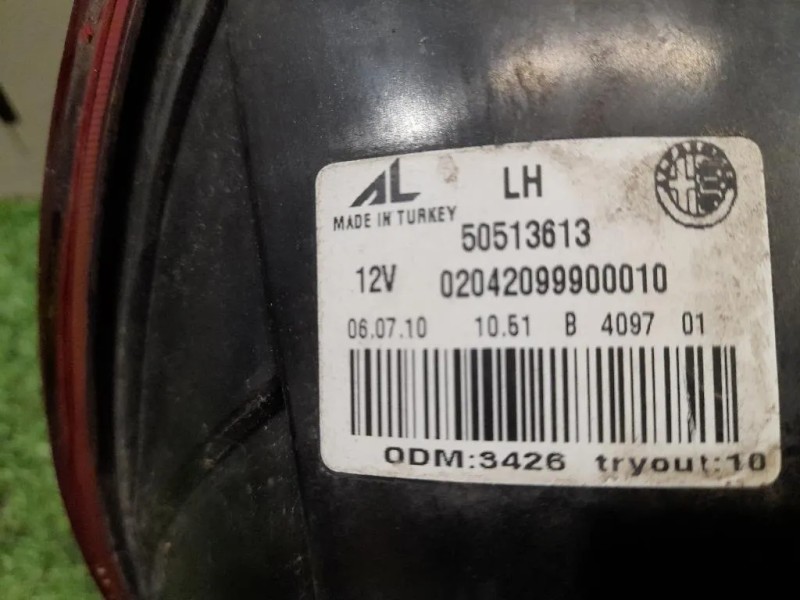 AL LH
MADE IN TURKEY
50513613
12V 02042099900010
06.07.10 10.51 B 4097 01
ODM:3426 tryout:10